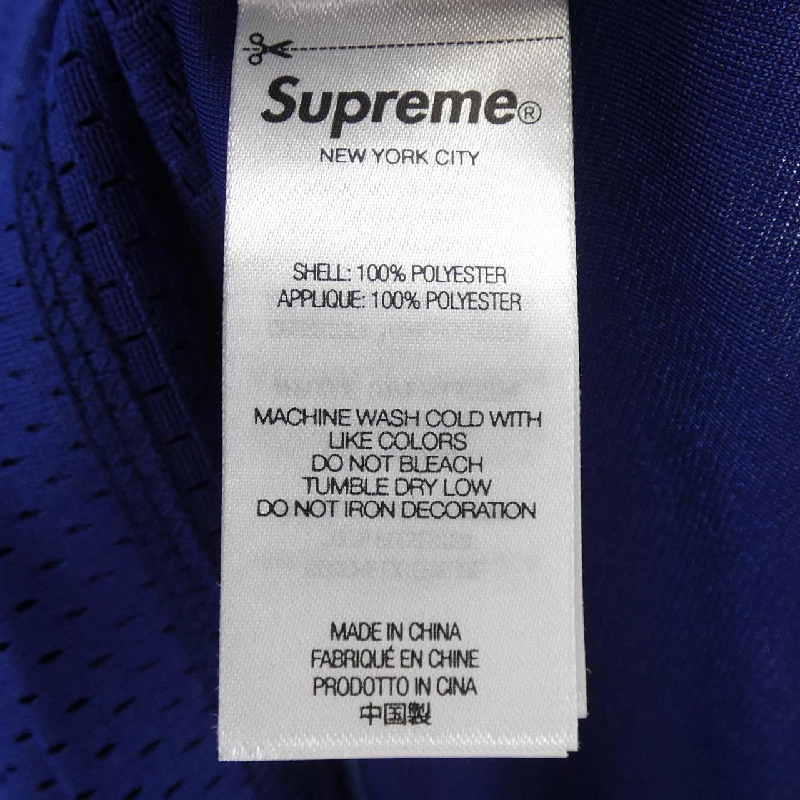 Supreme®
NEW YORK CITY
SHELL: 100% POLYESTER
APPLIQUE: 100% POLYESTER
MACHINE WASH COLD WITH
LIKE COLORS
DO NOT BLEACH
TUMBLE DRY LOW
DO NOT IRON DECORATION
MADE IN CHINA
FABRIQUÉ EN CHINE
PRODOTTO IN CINA
中国製